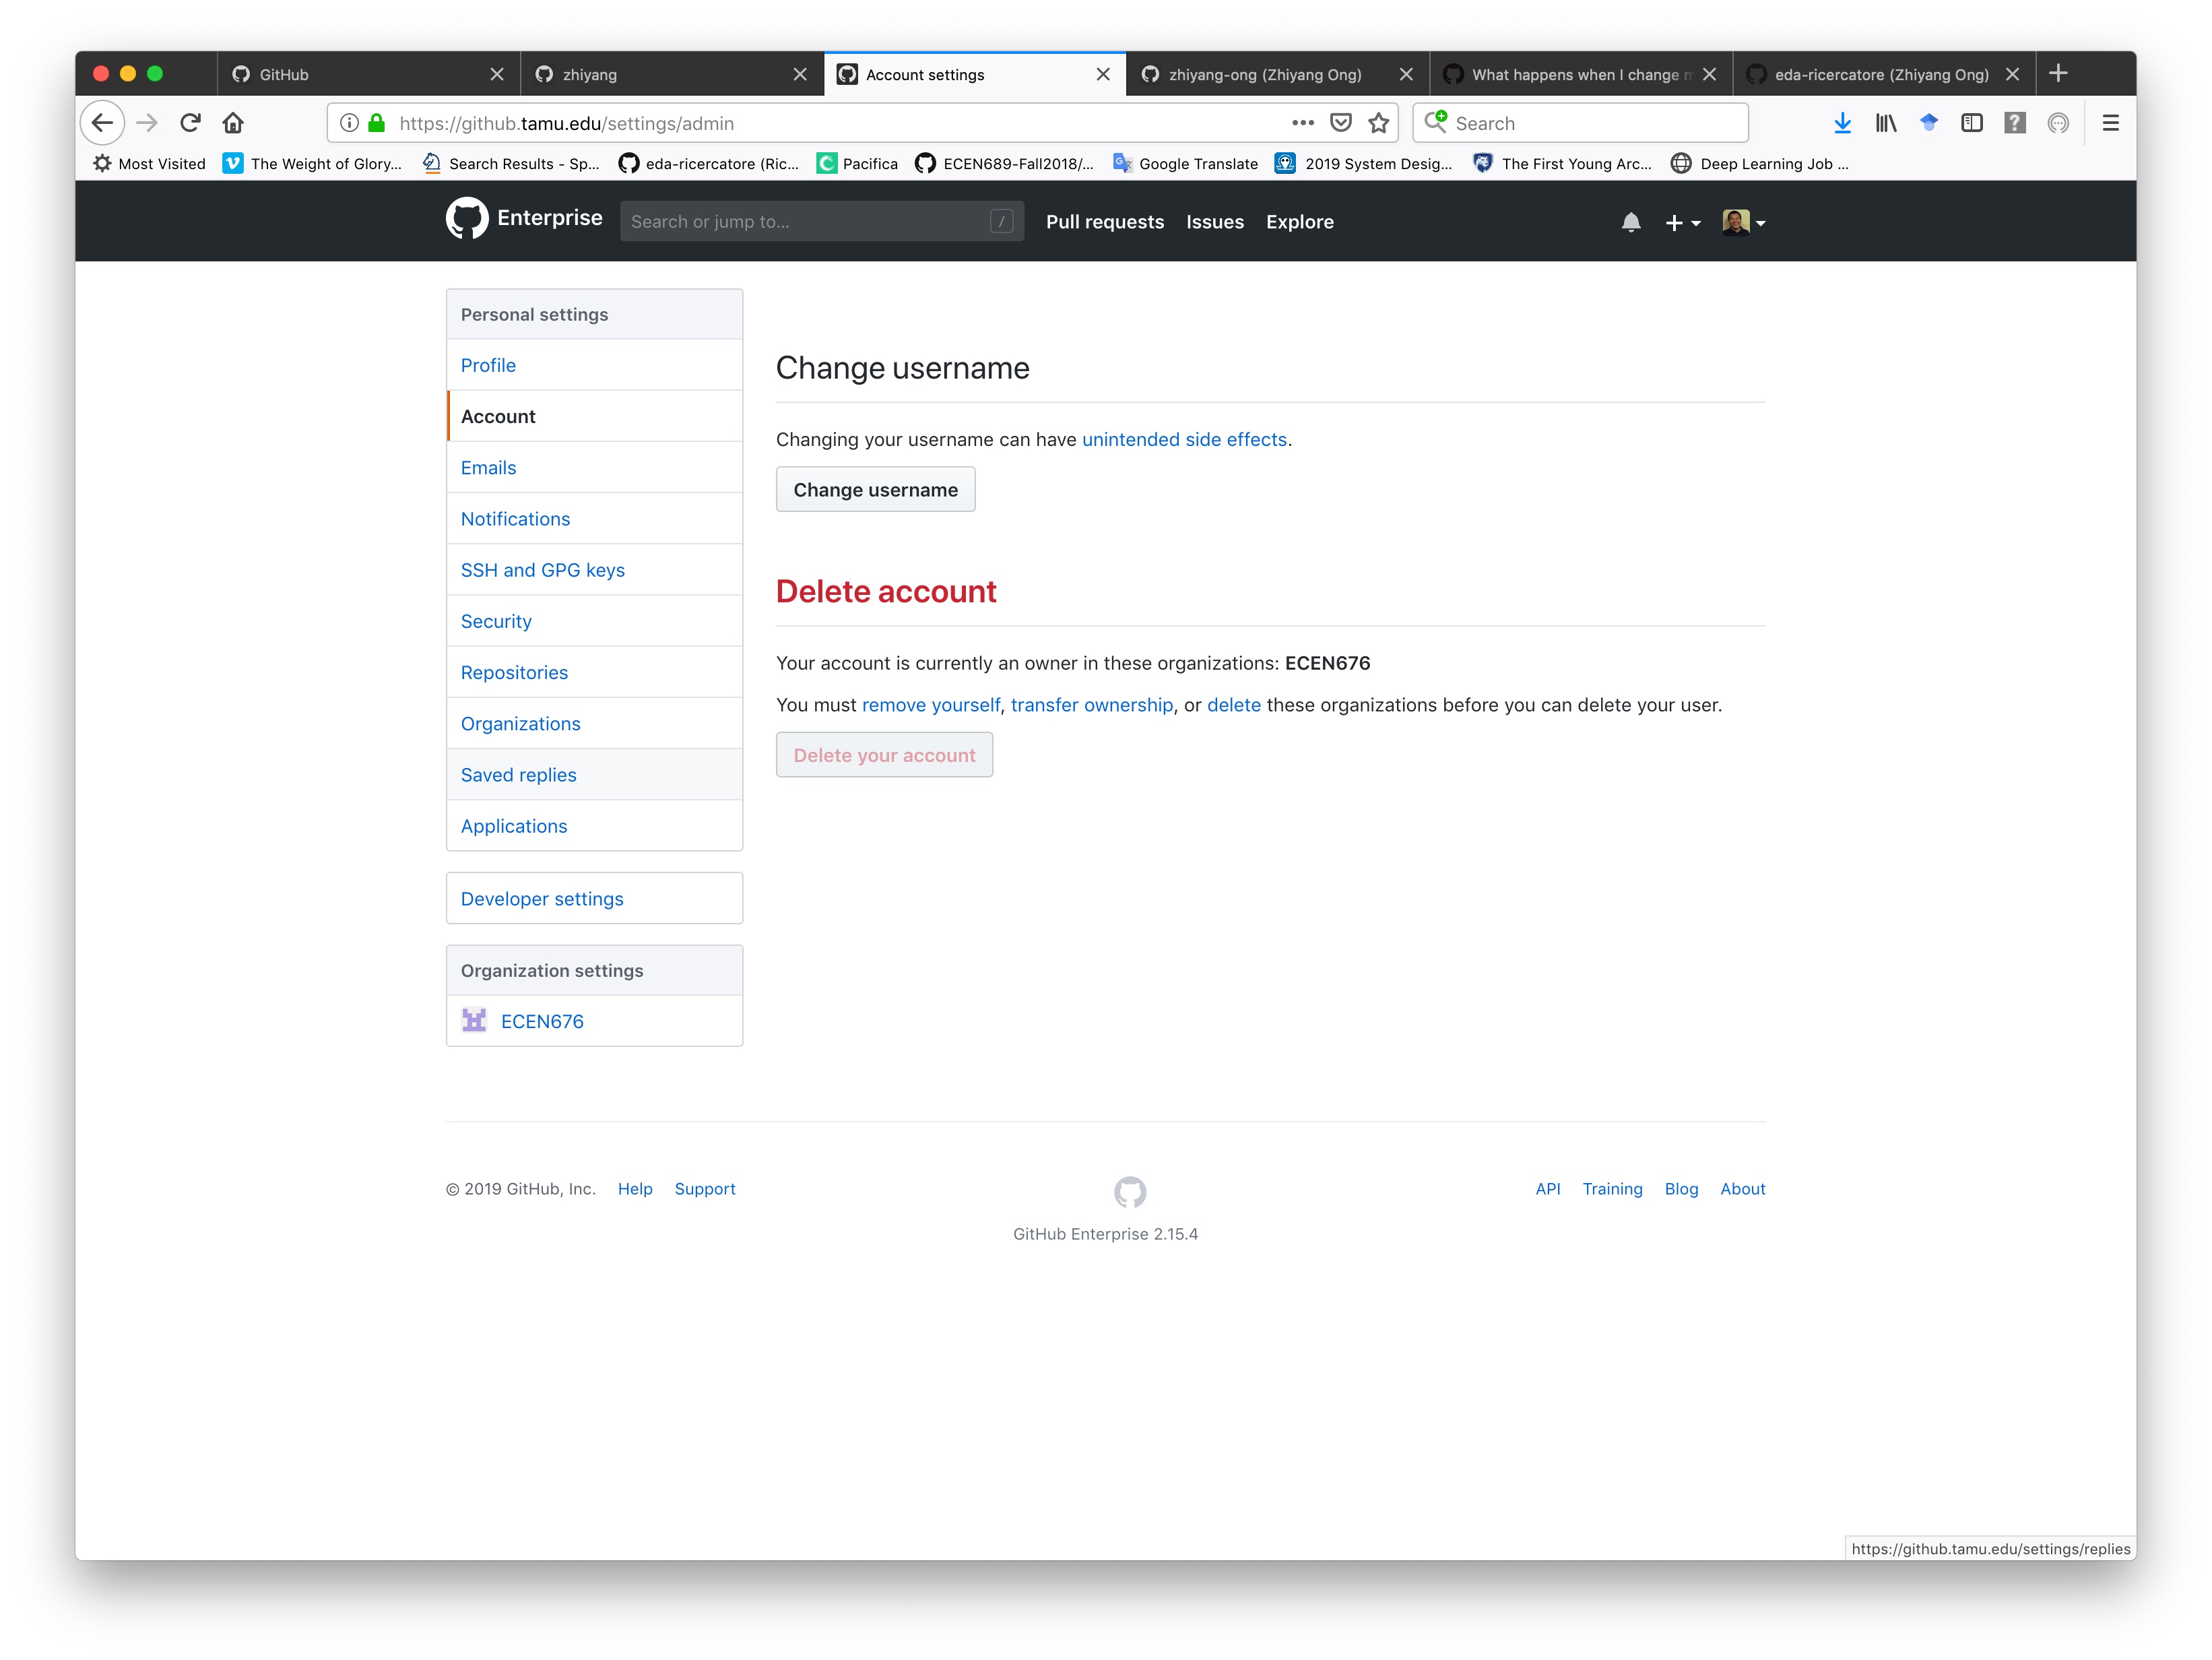 GitHub
zhiyang
Account settings
zhiyang-ong (Zhiyang Ong)
What happens when I change m
eda-ricercatore (Zhiyang Ong)
https://github.tamu.edu/settings/admin
Search
Most Visited
The Weight of Glory...
Search Results - Sp...
eda-ricercatore (Ric...
Pacifica
ECEN689-Fall2018/...
Google Translate
2019 System Desig...
The First Young Arc...
Deep Learning Job ...
Enterprise
Search or jump to...
/
Pull requests
Issues
Explore
Personal settings
Profile
Account
Emails
Notifications
SSH and GPG keys
Security
Repositories
Organizations
Saved replies
Applications
Developer settings
Organization settings
ECEN676
Change username
Changing your username can have unintended side effects.
Change username
Delete account
Your account is currently an owner in these organizations: ECEN676
You must remove yourself, transfer ownership, or delete these organizations before you can delete your user.
Delete your account
© 2019 GitHub, Inc.
Help
Support
GitHub Enterprise 2.15.4
API
Training
Blog
About
https://github.tamu.edu/settings/replies